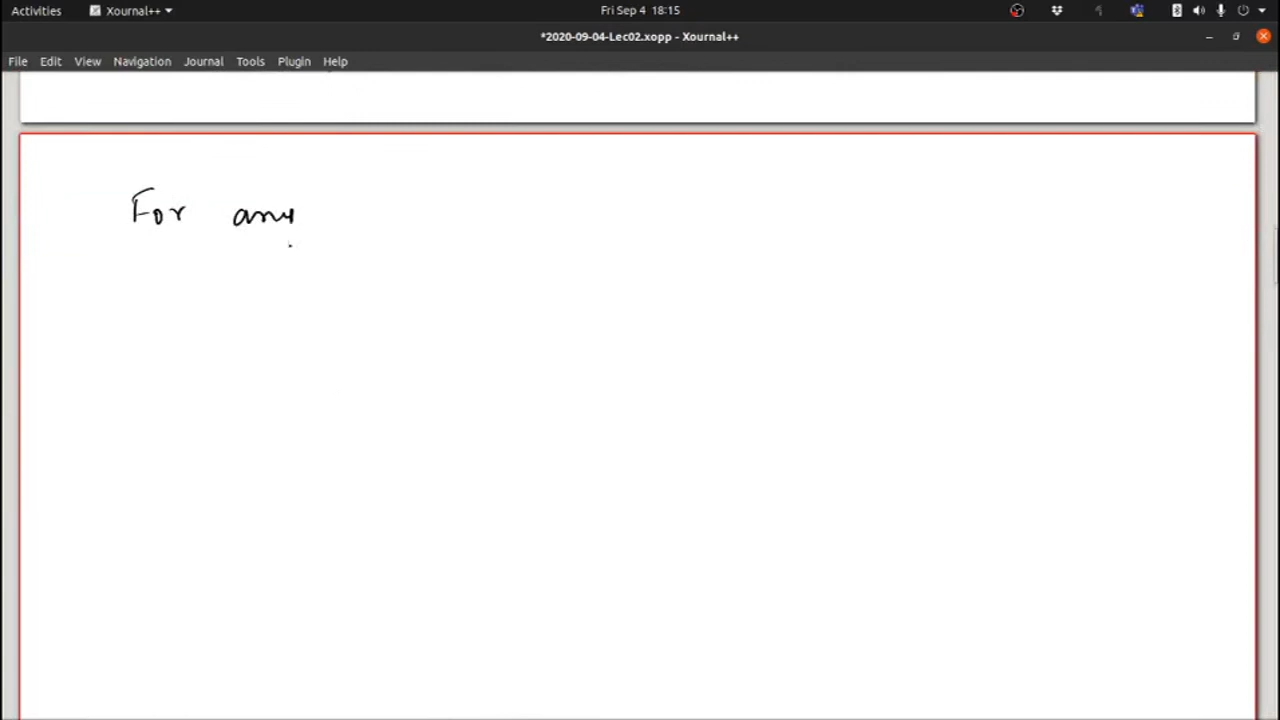 Activities Xournal++ Fri Sep 4 18:15
*2020-09-04-Lec02.xopp - Xournal++
File Edit View Navigation Journal Tools Plugin Help
For any